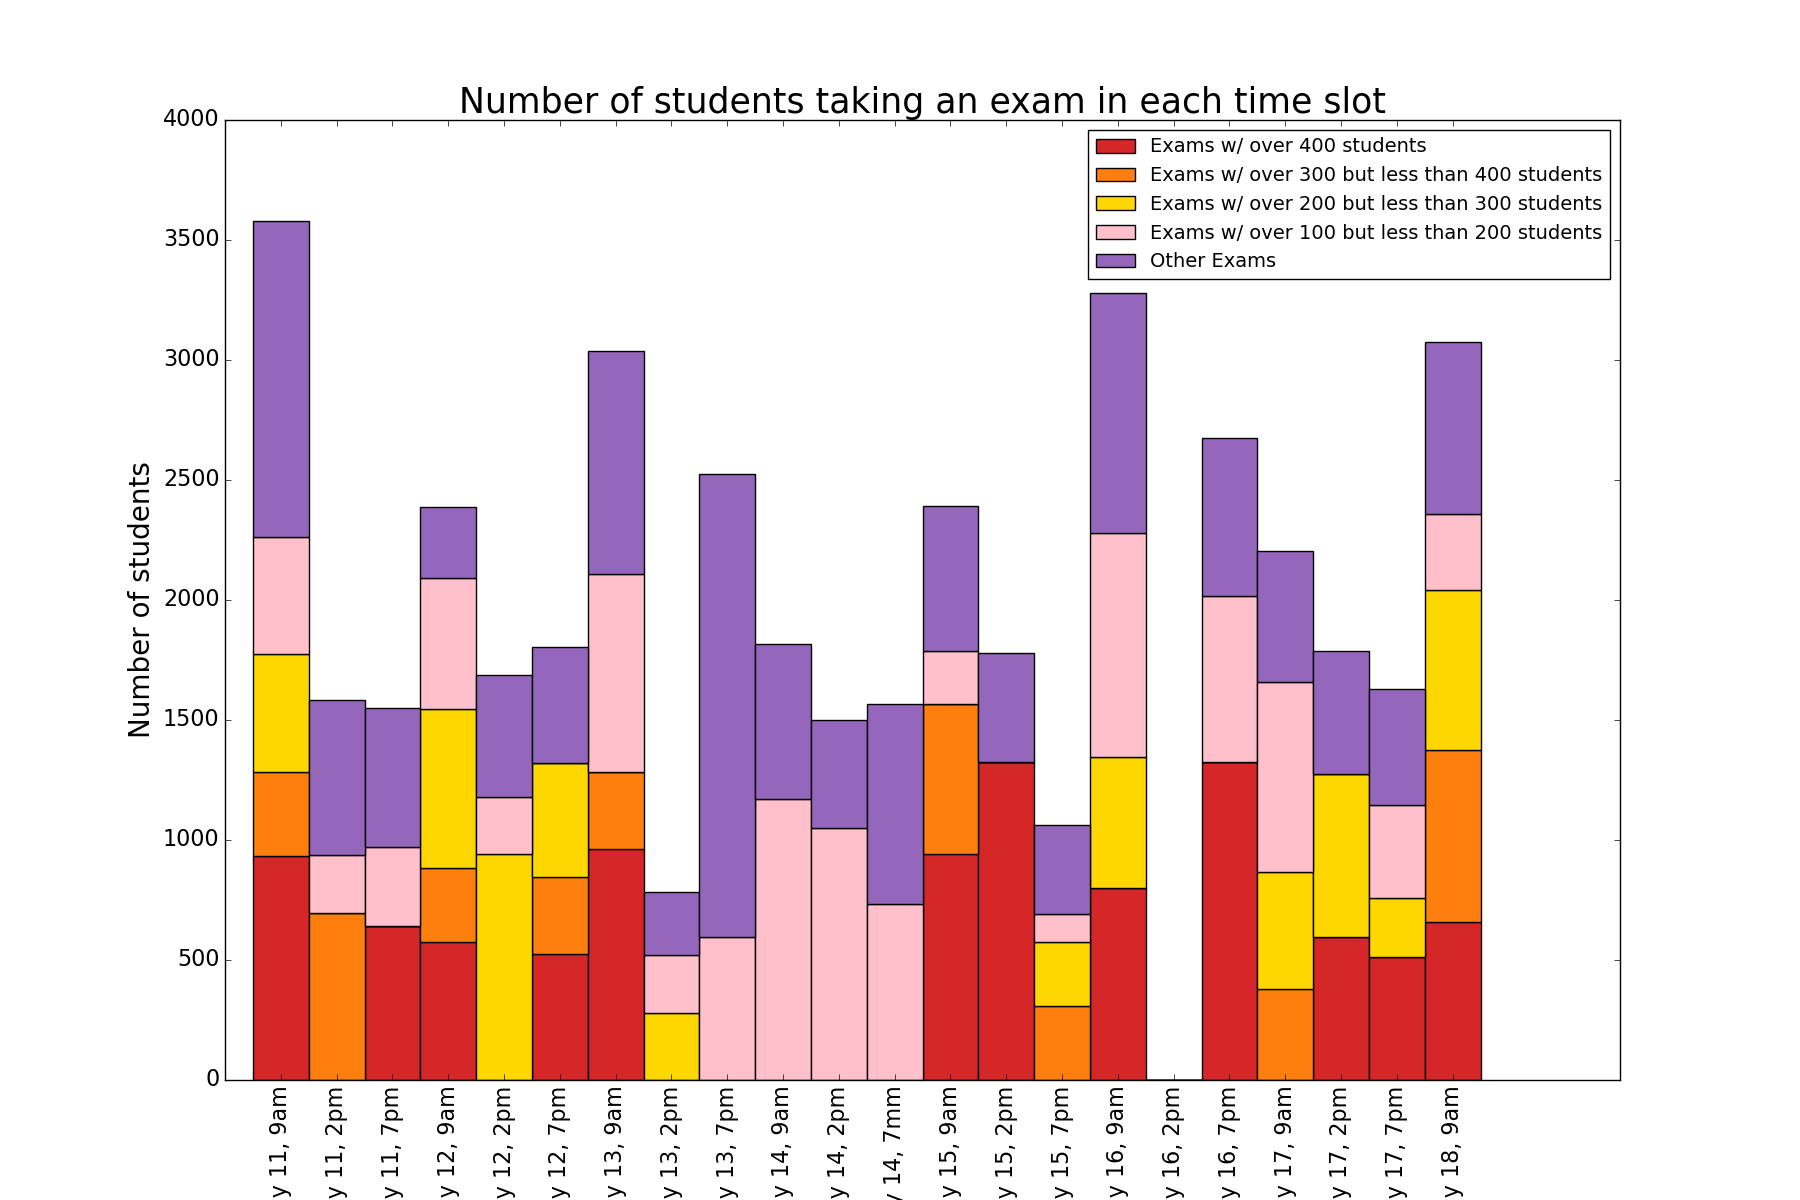 Number of students taking an exam in each time slot
Exams w/ over 400 students
Exams w/ over 300 but less than 400 students
Exams w/ over 200 but less than 300 students
Exams w/ over 100 but less than 200 students
Other Exams
Number of students
4000
3500
3000
2500
2000
1500
1000
500
0
y 11, 9am
y 11, 2pm
y 11, 7pm
y 12, 9am
y 12, 2pm
y 12, 7pm
y 13, 9am
y 13, 2pm
y 13, 7pm
y 14, 9am
y 14, 2pm
y 14, 7mm
y 15, 9am
y 15, 2pm
y 15, 7pm
y 16, 9am
y 16, 2pm
y 16, 7pm
y 17, 9am
y 17, 2pm
y 17, 7pm
y 18, 9am